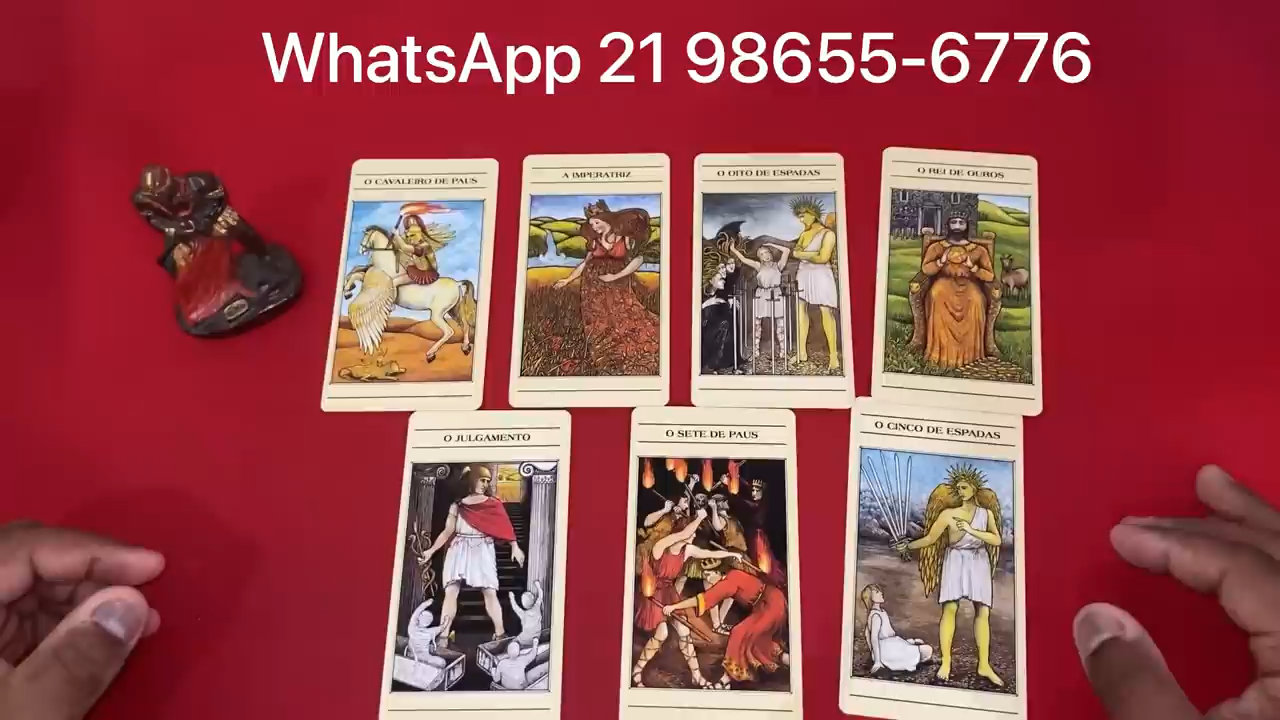 WhatsApp 21 98655-6776
O CAVALEIRO DE PAUS
A IMPERATRIZ
O OITO DE ESPADAS
O REI DE OUROS
O JULGAMENTO
O SETE DE PAUS
O CINCO DE ESPADAS